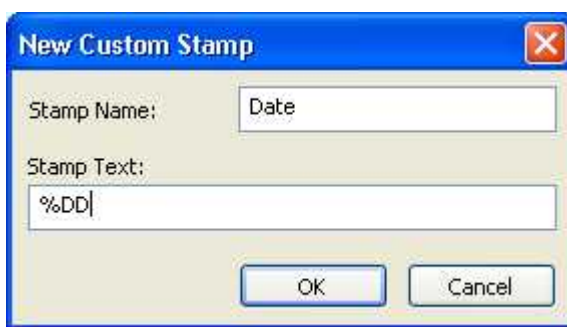 New Custom Stamp
Stamp Name: Date
Stamp Text:
%DD
OK Cancel